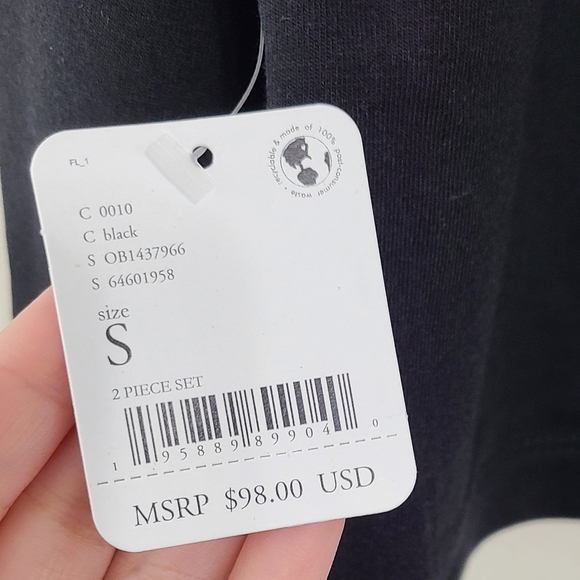 FL_1
recyclable & made of 100% post-consumer waste •
C 0010
C black
S OB1437966
S 64601958
size
S
2 PIECE SET
1 95889 89904 0
MSRP $98.00 USD